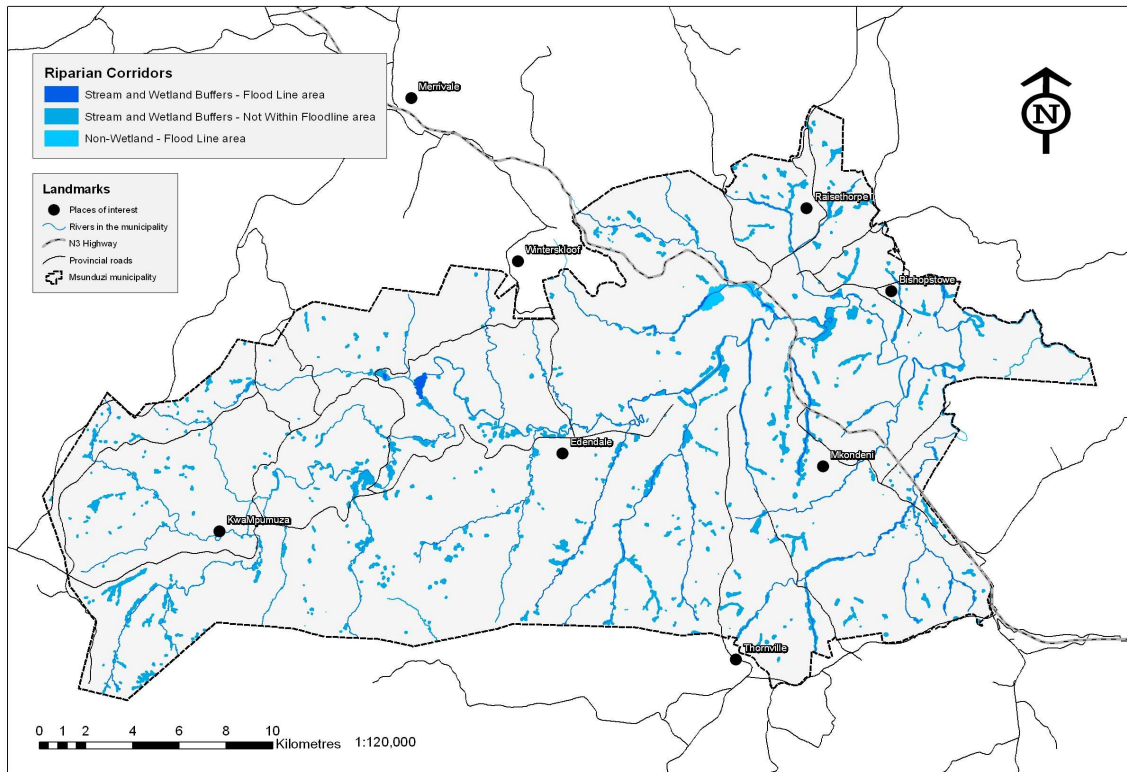 Riparian Corridors
Stream and Wetland Buffers - Flood Line area
Stream and Wetland Buffers - Not Within Floodline area
Non-Wetland - Flood Line area
Landmarks
Places of interest
Rivers in the municipality
N3 Highway
Provincial roads
Msunduzi municipality
Merrivale
N
Raisethorpe
Winterskloof
Bishopstowe
Edendale
Mkondeni
KwaMpumuza
Thornville
0 1 2 4 6 8 10
Kilometres 1:120,000